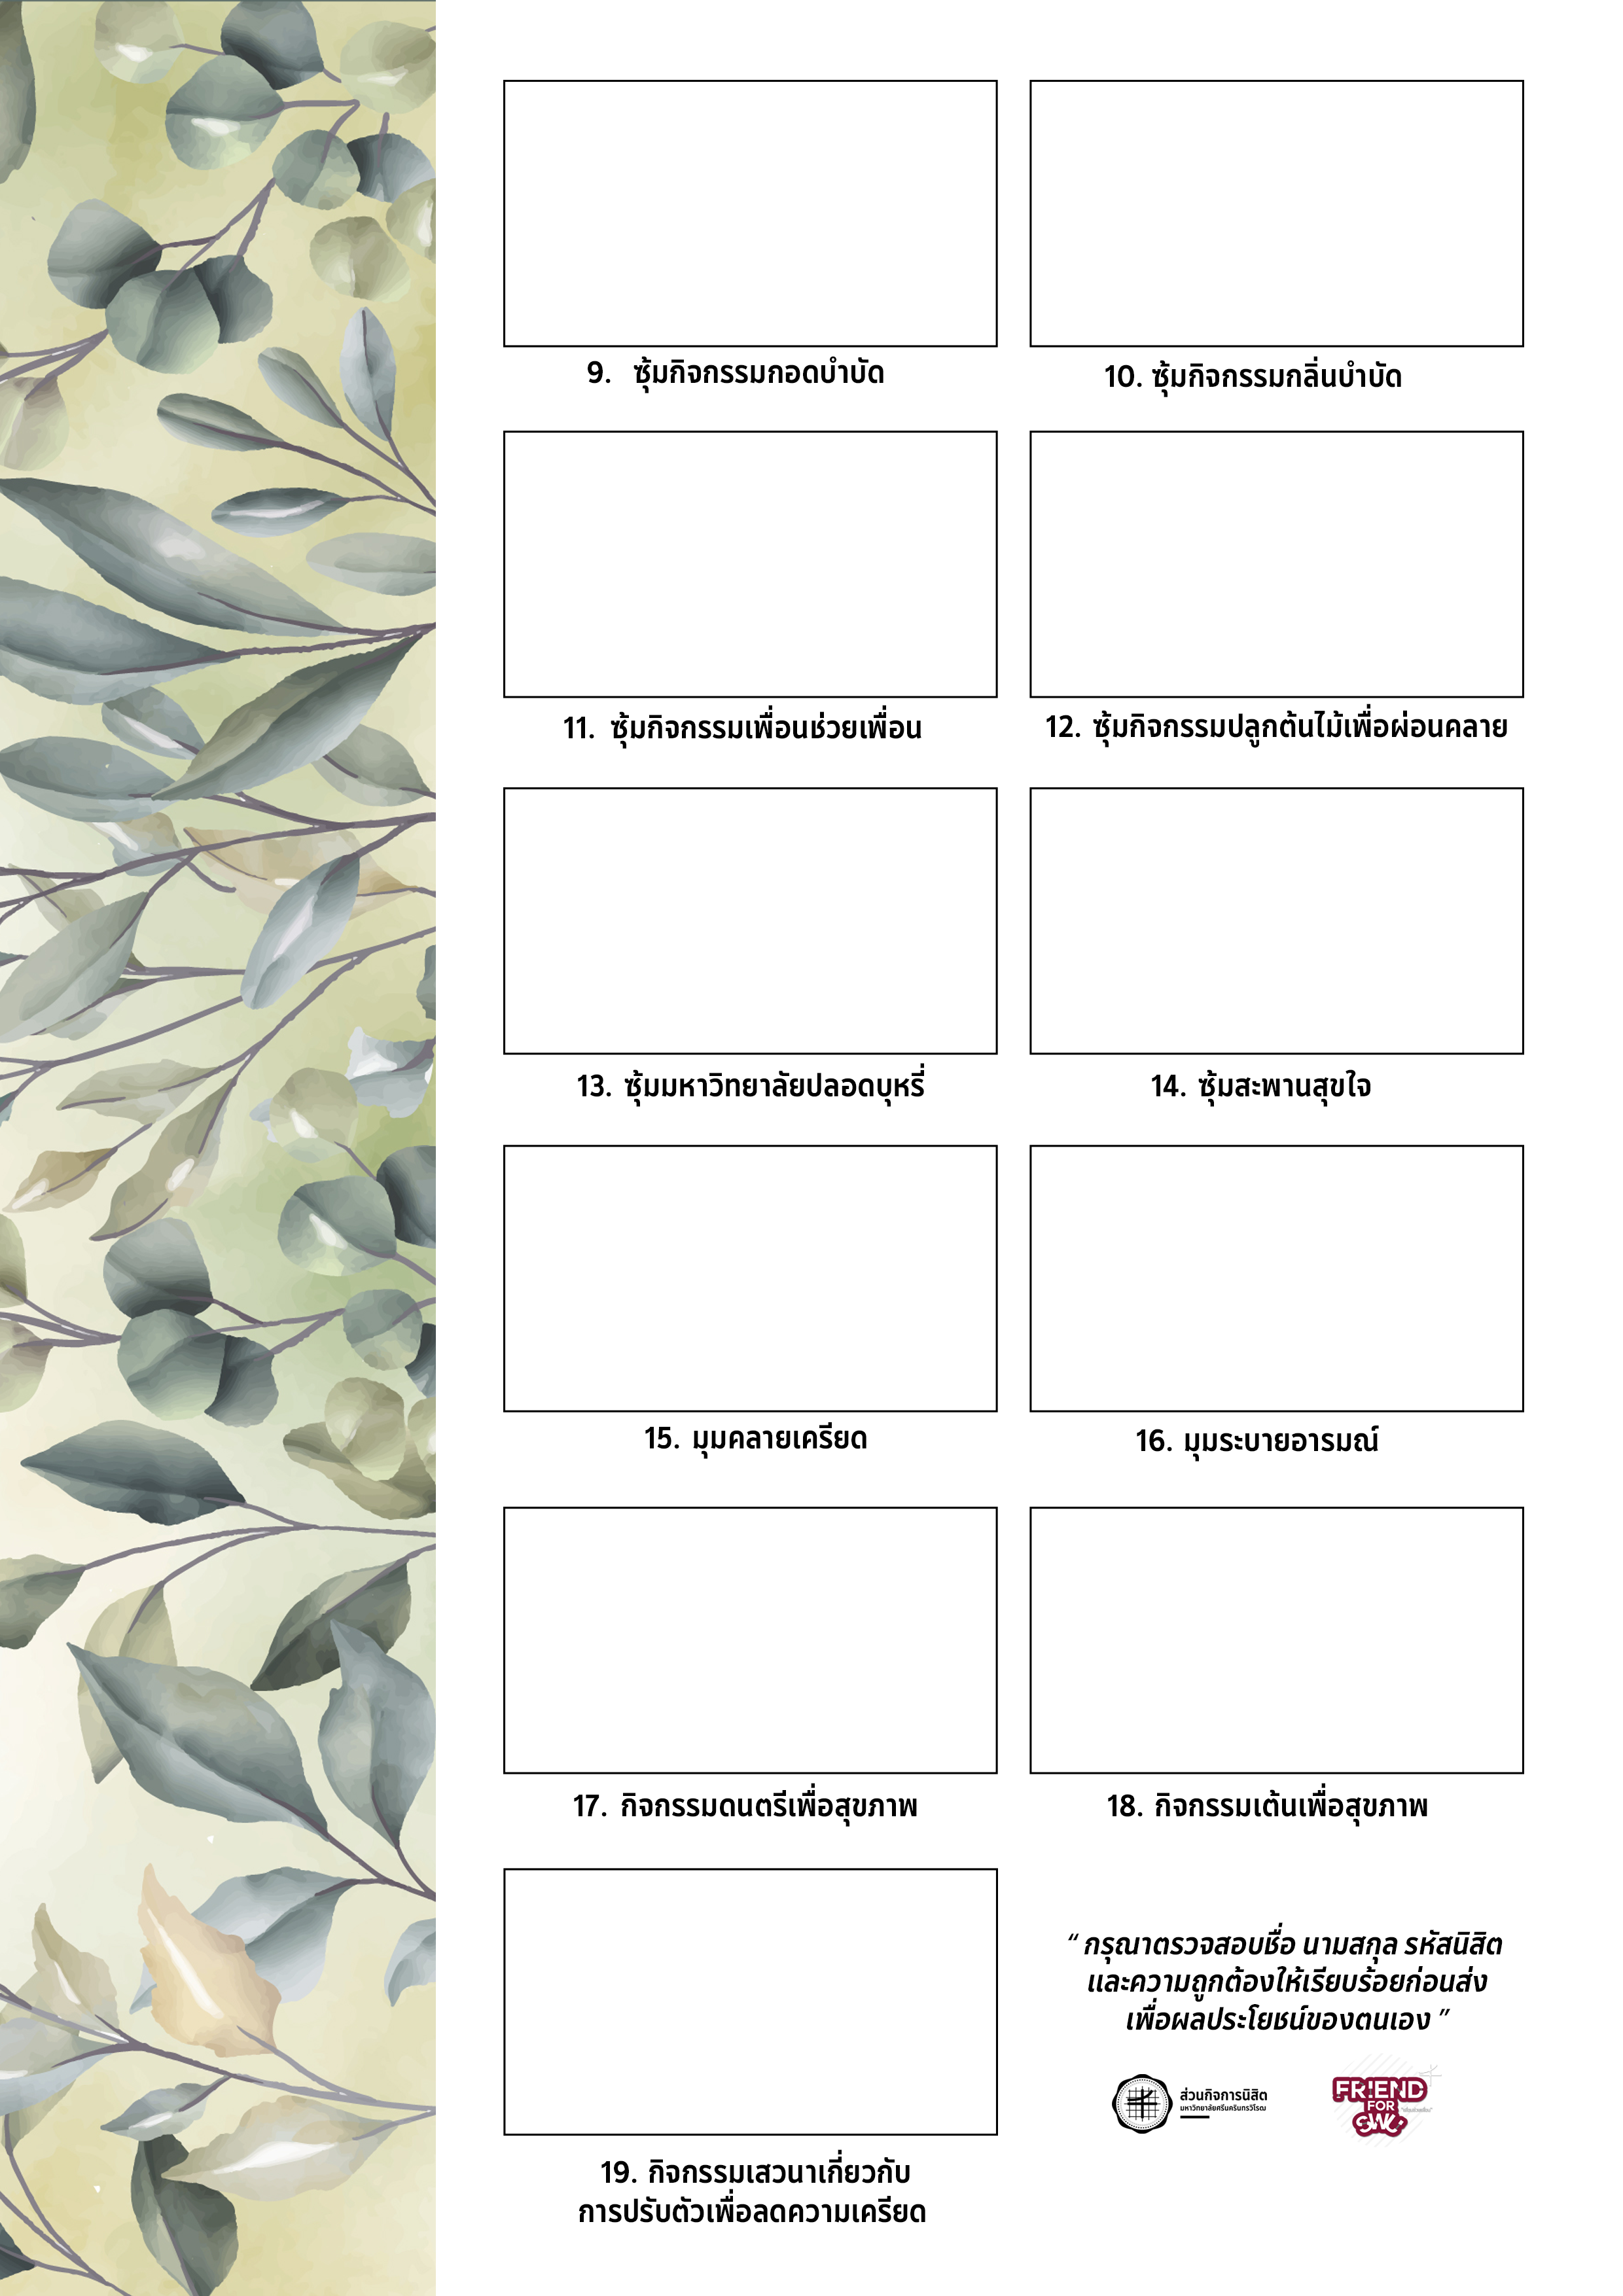 9. ซุ้มกิจกรรมกอดบำบัด
10. ซุ้มกิจกรรมกลิ่นบำบัด
11. ซุ้มกิจกรรมเพื่อนช่วยเพื่อน
12. ซุ้มกิจกรรมปลูกต้นไม้เพื่อผ่อนคลาย
13. ซุ้มมหาวิทยาลัยปลอดบุหรี่
14. ซุ้มสะพานสุขใจ
15. มุมคลายเครียด
16. มุมระบายอารมณ์
17. กิจกรรมดนตรีเพื่อสุขภาพ
18. กิจกรรมเต้นเพื่อสุขภาพ
19. กิจกรรมเสวนาเกี่ยวกับ
การปรับตัวเพื่อลดความเครียด
“ กรุณาตรวจสอบชื่อ นามสกุล รหัสนิสิต
และความถูกต้องให้เรียบร้อยก่อนส่ง
เพื่อผลประโยชน์ของตนเอง ”
ส่วนกิจการนิสิต
มหาวิทยาลัยศรีนครินทรวิโรฒ
FRIEND
FOR
SWU